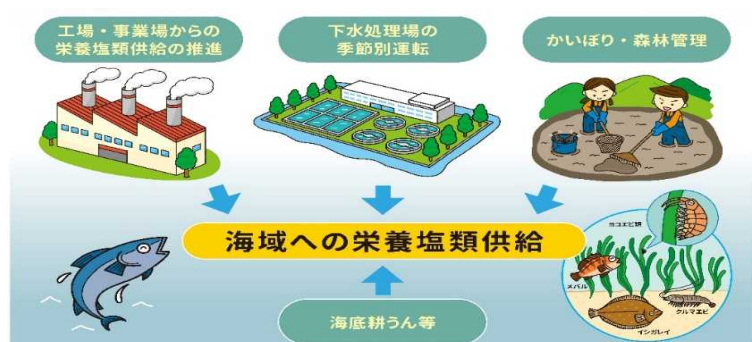 工場・事業場からの
栄養塩類供給の推進
下水処理場の
季節別運転
かいぼり・森林管理
海域への栄養塩類供給
ヨコエビ類
メバル
クルマエビ
イシガレイ
海底耕うん等